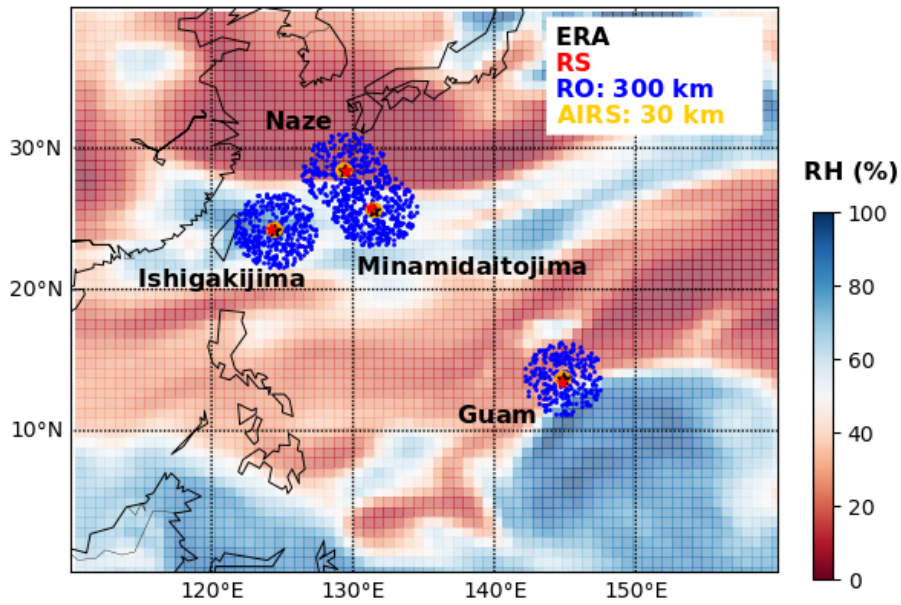 ERA
RS
RO: 300 km
AIRS: 30 km
Naze
30°N
RH (%)
100
Minamidaitojima
Ishigakijima
80
20°N
60
Guam
10°N
40
20
0
120°E
130°E
140°E
150°E